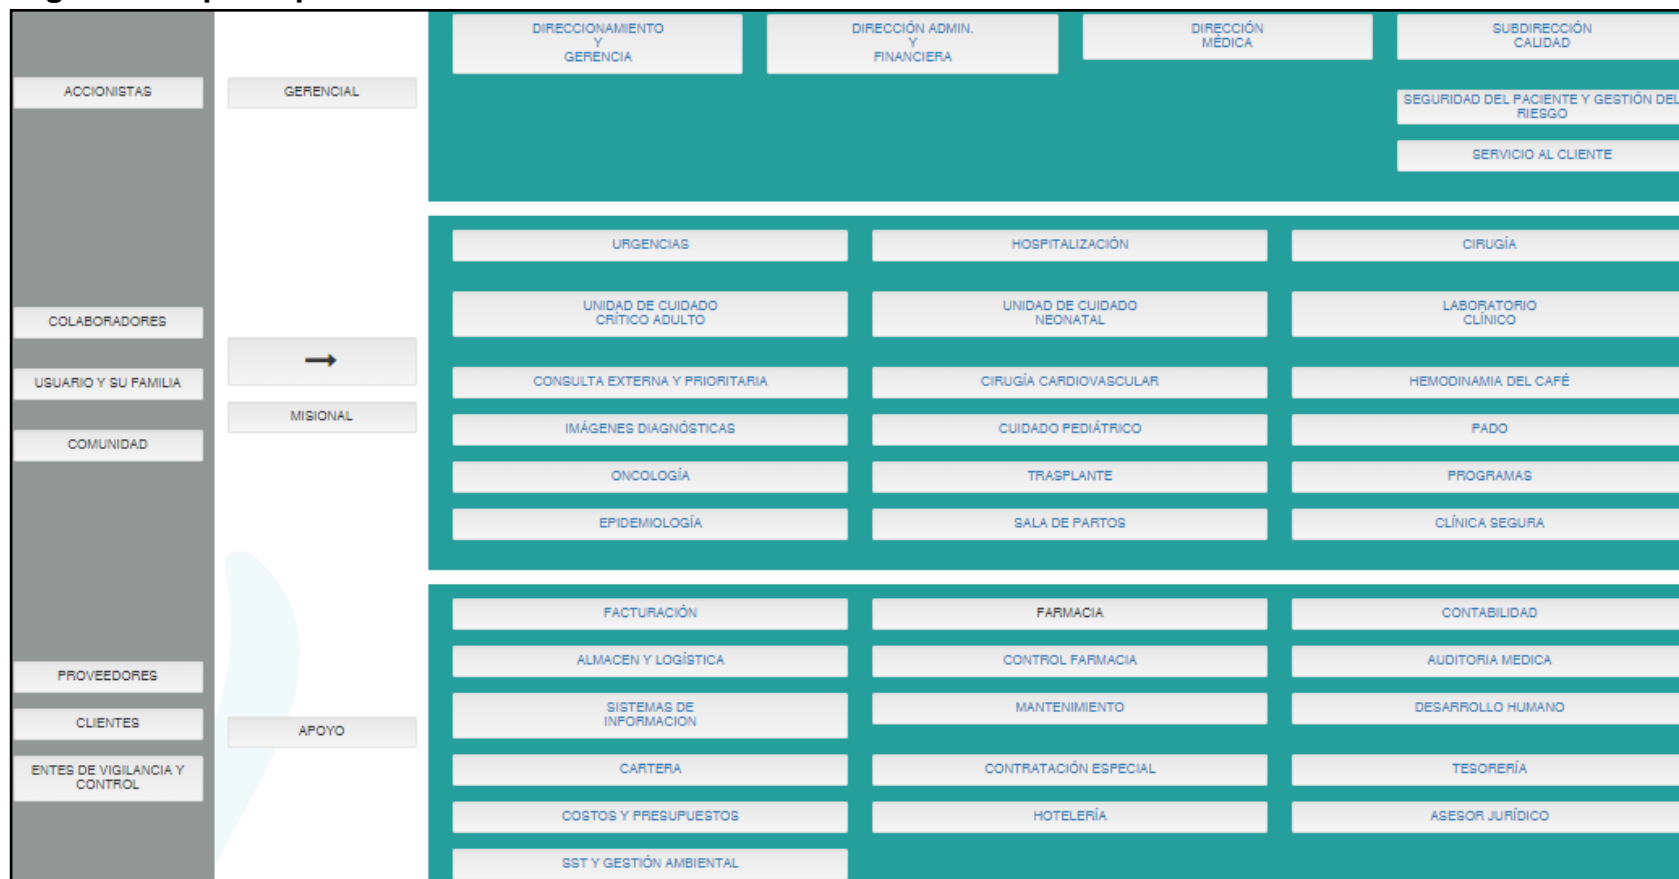 DIRECCIONAMIENTO
Y
GERENCIA
DIRECCIÓN ADMIN.
Y
FINANCIERA
DIRECCIÓN
MÉDICA
SUBDIRECCIÓN
CALIDAD
ACCIONISTAS
GERENCIAL
SEGURIDAD DEL PACIENTE Y GESTIÓN DEL
RIESGO
SERVICIO AL CLIENTE
URGENCIAS
HOSPITALIZACIÓN
CIRUGÍA
COLABORADORES
UNIDAD DE CUIDADO
CRÍTICO ADULTO
UNIDAD DE CUIDADO
NEONATAL
LABORATORIO
CLÍNICO
USUARIO Y SU FAMILIA
CONSULTA EXTERNA Y PRIORITARIA
CIRUGÍA CARDIOVASCULAR
HEMODINAMIA DEL CAFÉ
MISIONAL
COMUNIDAD
IMÁGENES DIAGNÓSTICAS
CUIDADO PEDIÁTRICO
PADO
ONCOLOGÍA
TRASPLANTE
PROGRAMAS
EPIDEMIOLOGÍA
SALA DE PARTOS
CLÍNICA SEGURA
FACTURACIÓN
FARMACIA
CONTABILIDAD
PROVEEDORES
ALMACEN Y LOGÍSTICA
CONTROL FARMACIA
AUDITORIA MEDICA
CLIENTES
APOYO
SISTEMAS DE
INFORMACION
MANTENIMIENTO
DESARROLLO HUMANO
ENTES DE VIGILANCIA Y
CONTROL
CARTERA
CONTRATACIÓN ESPECIAL
TESORERÍA
COSTOS Y PRESUPUESTOS
HOTELERÍA
ASESOR JURÍDICO
SST Y GESTIÓN AMBIENTAL